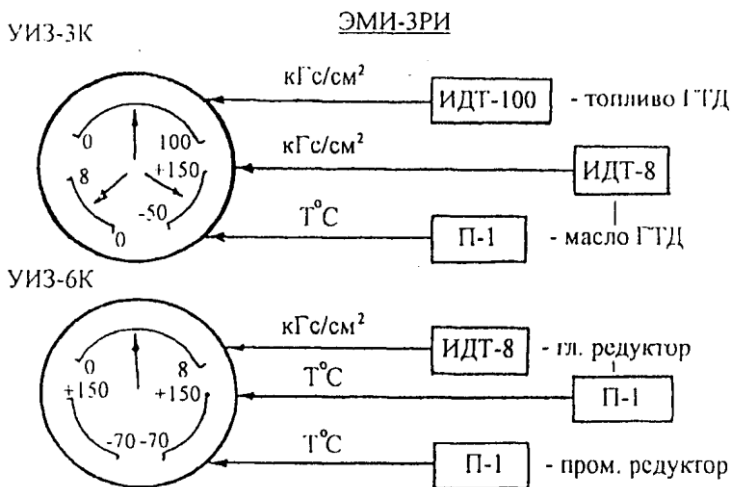 ЭМИ-3РИ
УИЗ-3К
кГс/см²
0
100
ИДТ-100 - топливо ГТД
8
+150
кГс/см²
ИДТ-8
-50
0
Т°С
П-1 - масло ГТД
УИЗ-6К
кГс/см²
0
8
ИДТ-8 - гл. редуктор
+150
+150
Т°С
П-1
-70 -70
Т°С
П-1 - пром. редуктор